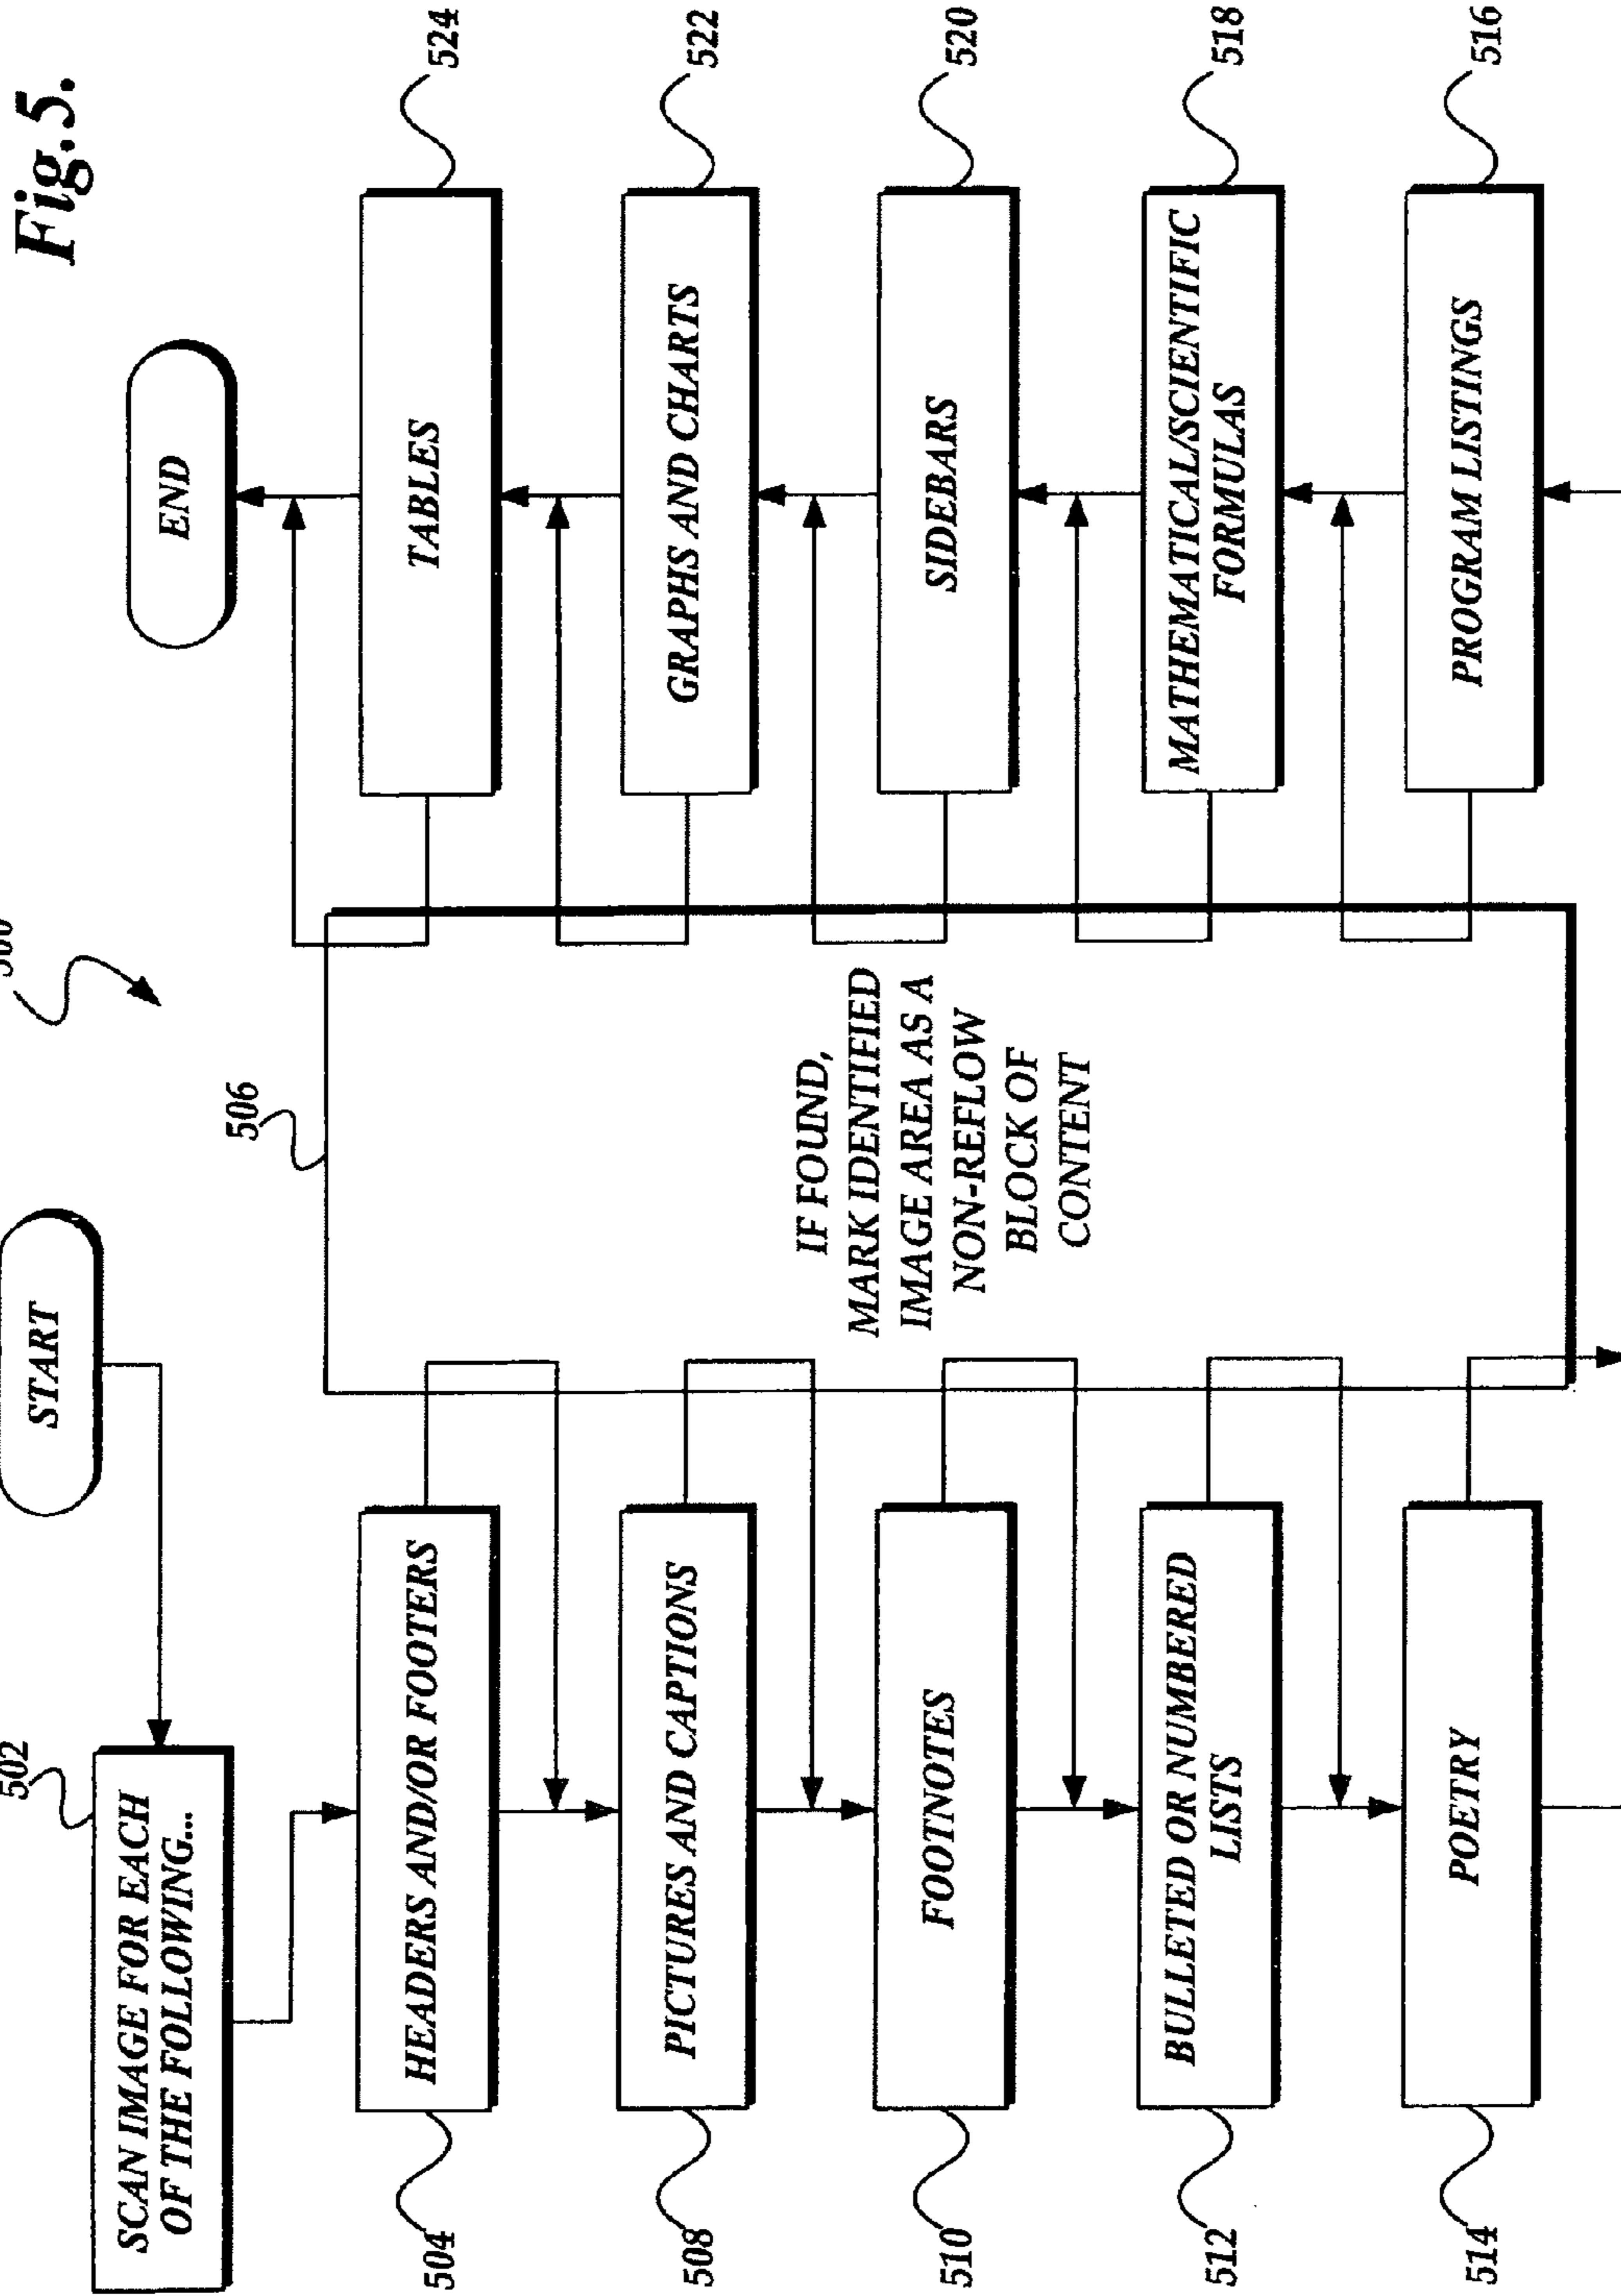 Fig.5.
START
502
SCAN IMAGE FOR EACH
OF THE FOLLOWING...
504
HEADERS AND/OR FOOTERS
508
PICTURES AND CAPTIONS
510
FOOTNOTES
512
BULLETED OR NUMBERED
LISTS
514
POETRY
506
IF FOUND,
MARK IDENTIFIED
IMAGE AREA AS A
NON-REFLOW
BLOCK OF
CONTENT
END
TABLES
524
GRAPHS AND CHARTS
522
SIDEBARS
520
MATHEMATICAL/SCIENTIFIC
FORMULAS
518
PROGRAM LISTINGS
516